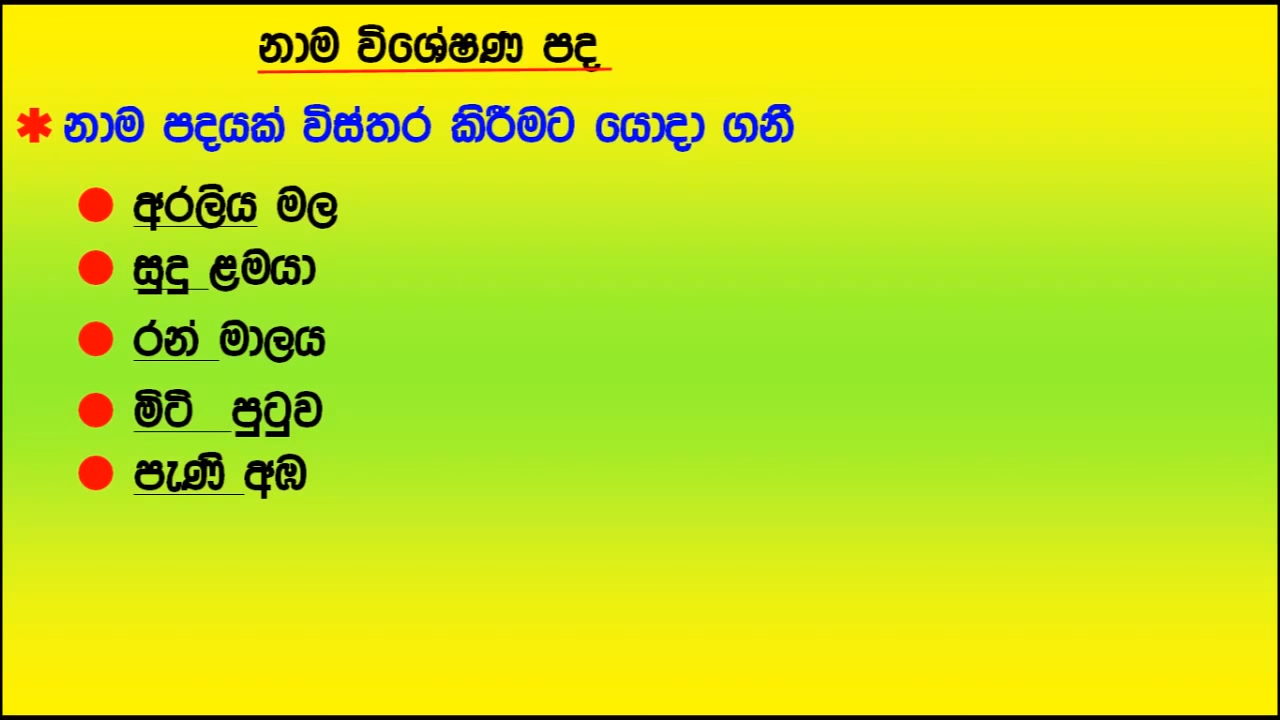 නාම විශේෂණ පද
✱ නාම පදයක් විස්තර කිරීමට යොදා ගනී
● අරලිය මල
● සුදු ළමයා
● රන් මාලය
● මිටි පුටුව
● පැණි අඹ